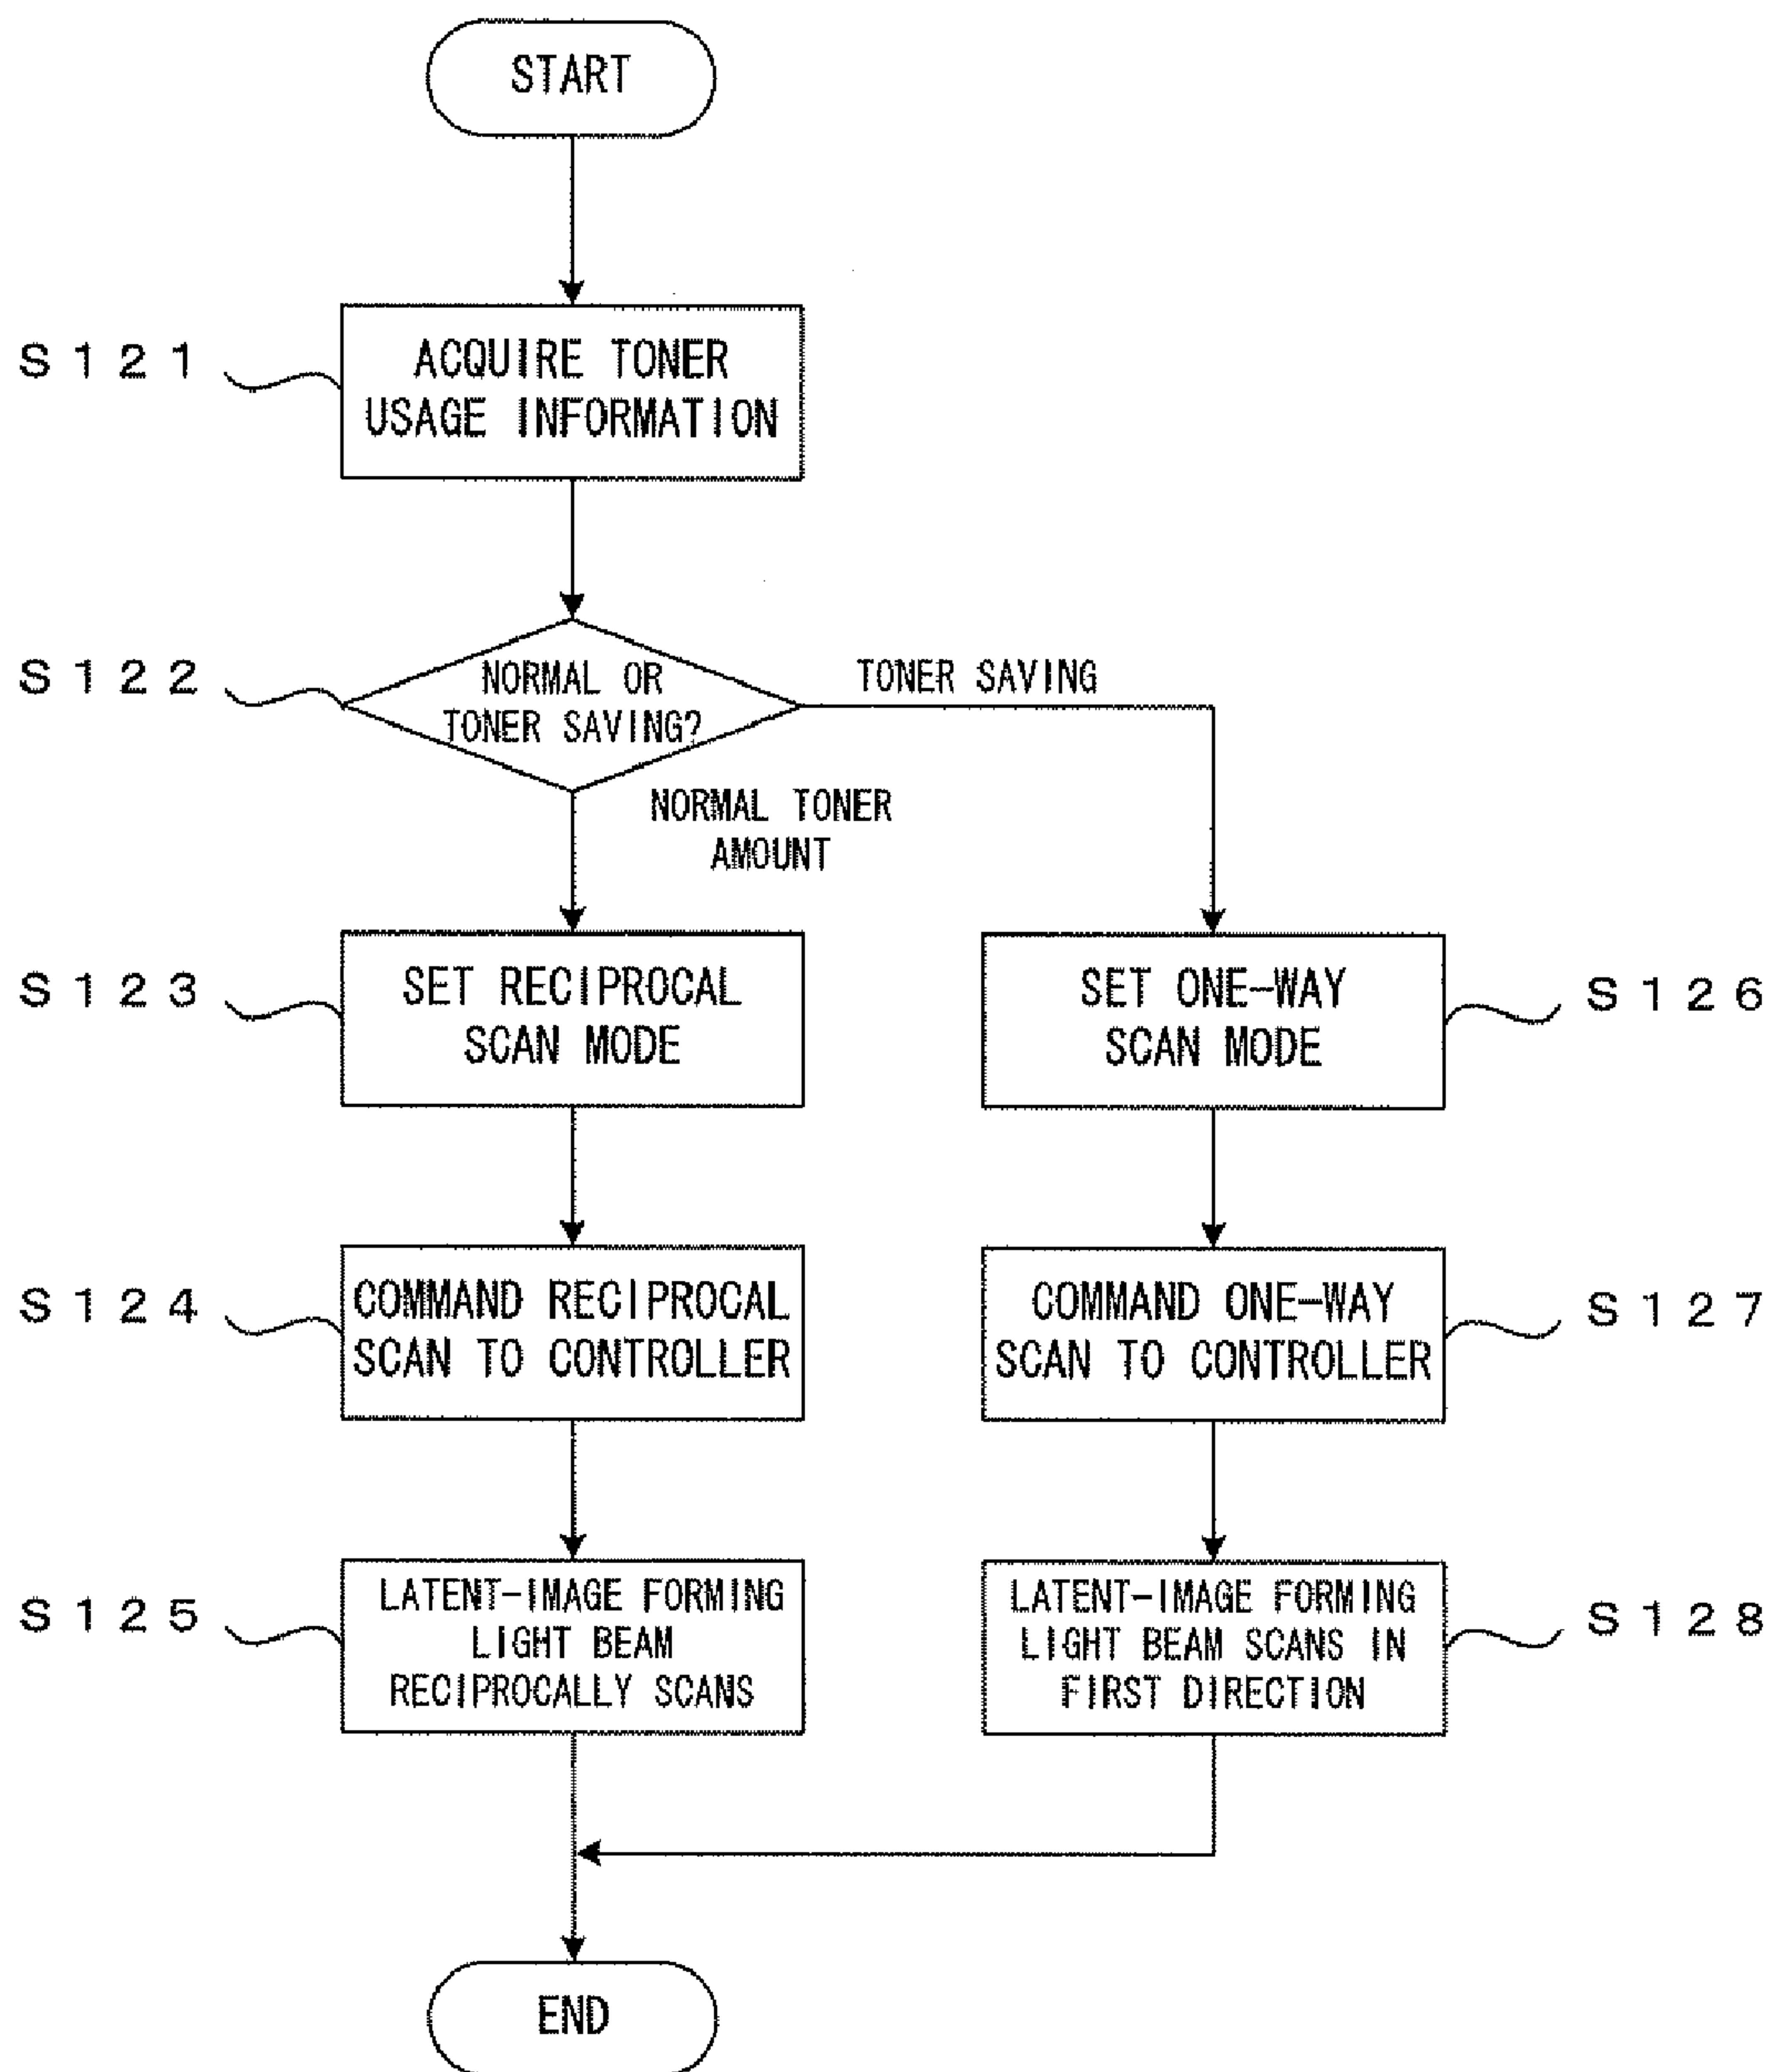 START
S121
ACQUIRE TONER
USAGE INFORMATION
S122
NORMAL OR
TONER SAVING?
TONER SAVING
NORMAL TONER
AMOUNT
S123
SET RECIPROCAL
SCAN MODE
SET ONE-WAY
SCAN MODE
S126
S124
COMMAND RECIPROCAL
SCAN TO CONTROLLER
COMMAND ONE-WAY
SCAN TO CONTROLLER
S127
S125
LATENT-IMAGE FORMING
LIGHT BEAM
RECIPROCALLY SCANS
LATENT-IMAGE FORMING
LIGHT BEAM SCANS IN
FIRST DIRECTION
S128
END